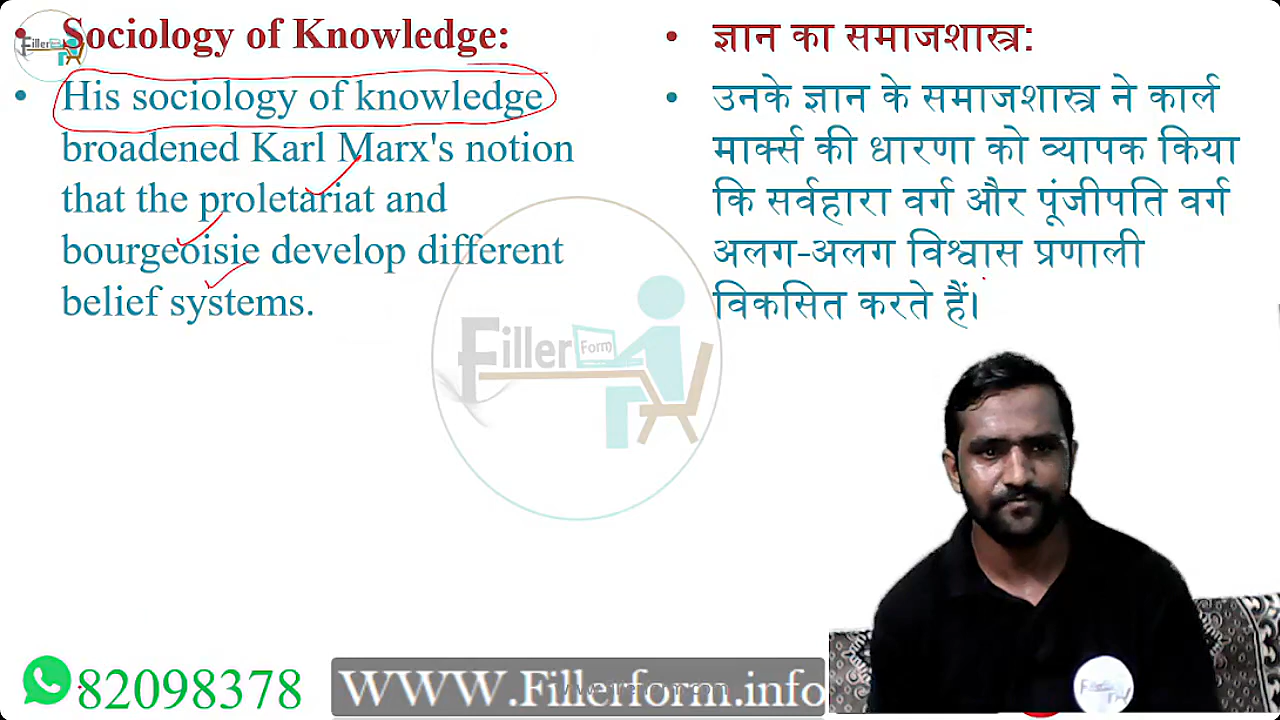 Sociology of Knowledge:
His sociology of knowledge
broadened Karl Marx's notion
that the proletariat and
bourgeoisie develop different
belief systems.
ज्ञान का समाजशास्त्र:
उनके ज्ञान के समाजशास्त्र ने कार्ल
मार्क्स की धारणा को व्यापक किया
कि सर्वहारा वर्ग और पूंजीपति वर्ग
अलग-अलग विश्वास प्रणाली
विकसित करते हैं।
Filler Form
82098378
WWW.Fillerform.info